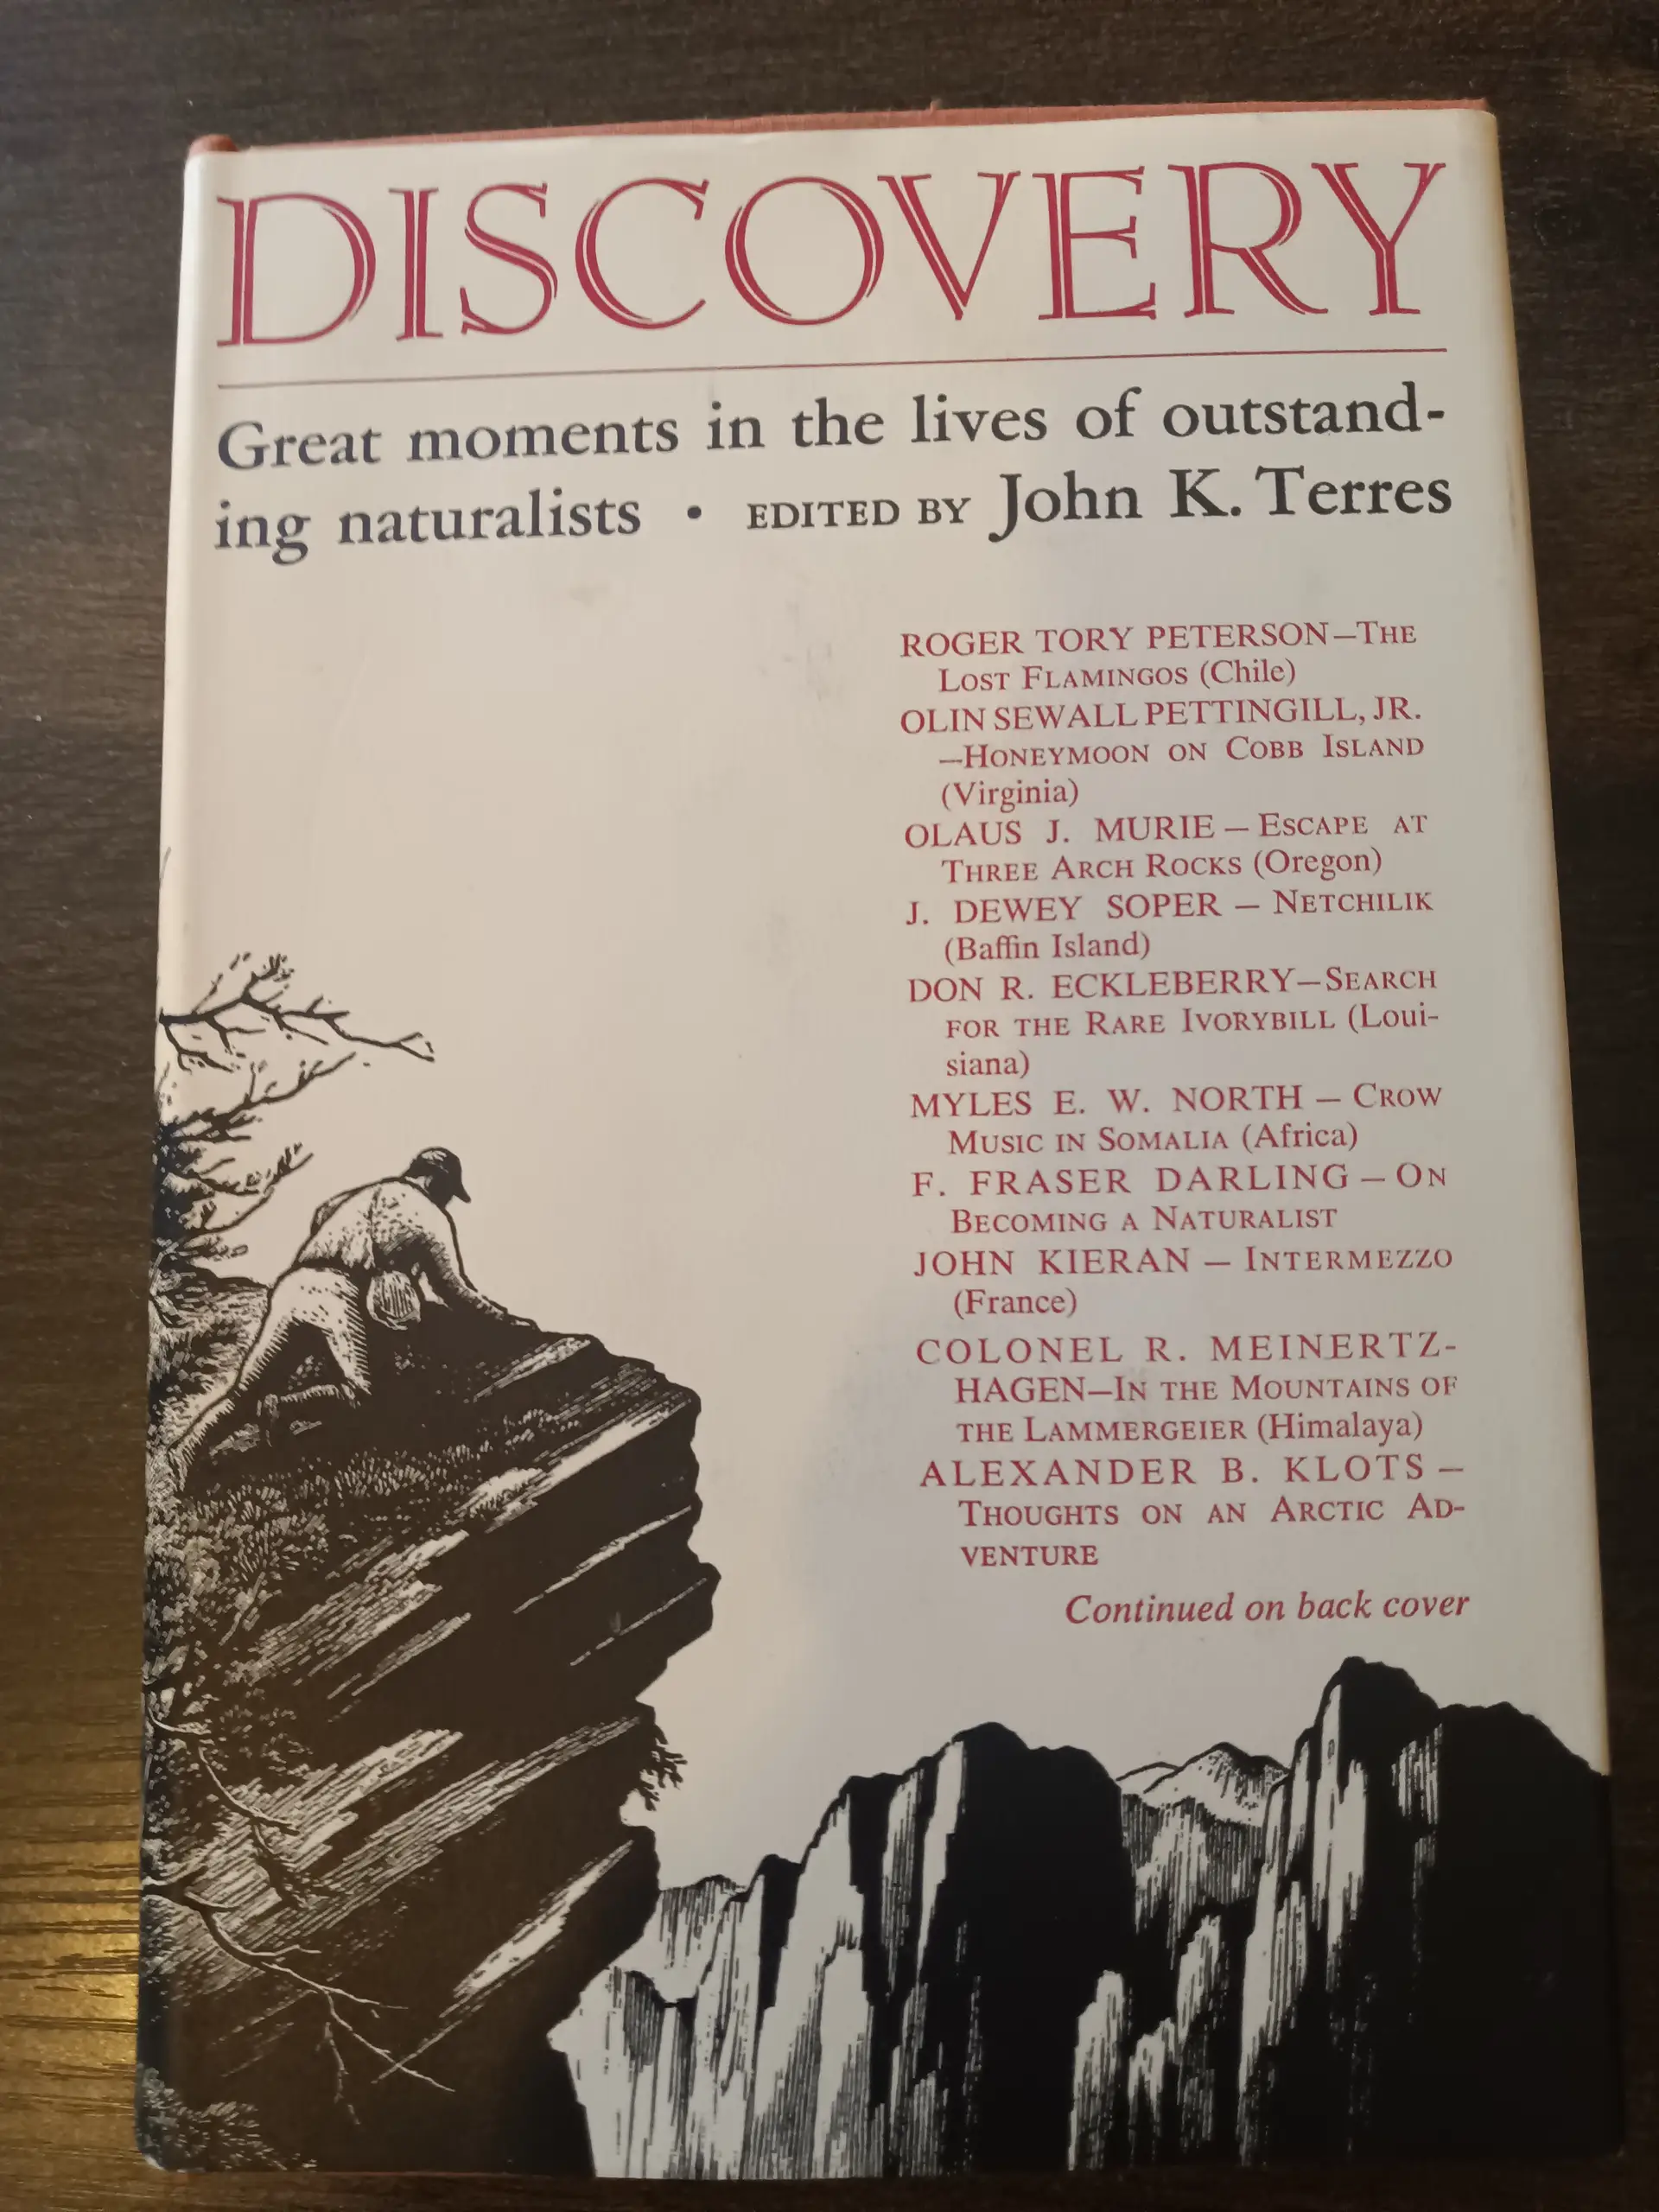 DISCOVERY
Great moments in the lives of outstand-
ing naturalists • EDITED BY John K. Terres
ROGER TORY PETERSON—THE
LOST FLAMINGOS (Chile)
OLIN SEWALL PETTINGILL, JR.
—HONEYMOON ON COBB ISLAND
(Virginia)
OLAUS J. MURIE — ESCAPE AT
THREE ARCH ROCKS (Oregon)
J. DEWEY SOPER — NETCHILIK
(Baffin Island)
DON R. ECKLEBERRY—SEARCH
FOR THE RARE IVORYBILL (Loui-
siana)
MYLES E. W. NORTH — CROW
MUSIC IN SOMALIA (Africa)
F. FRASER DARLING — ON
BECOMING A NATURALIST
JOHN KIERAN — INTERMEZZO
(France)
COLONEL R. MEINERTZ-
HAGEN—IN THE MOUNTAINS OF
THE LAMMERGEIER (Himalaya)
ALEXANDER B. KLOTS —
THOUGHTS ON AN ARCTIC AD-
VENTURE
Continued on back cover